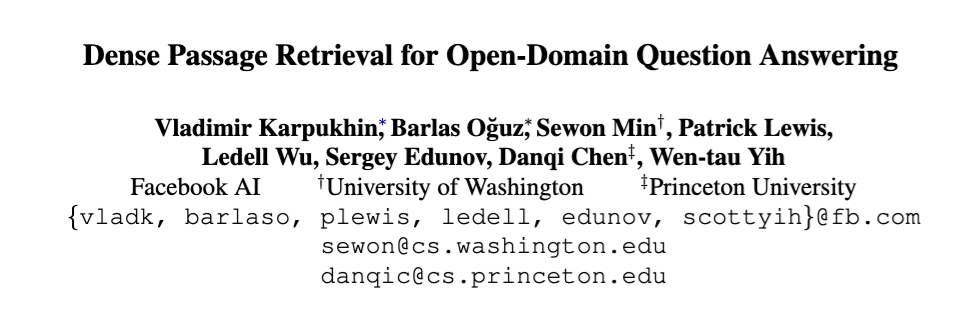 Dense Passage Retrieval for Open-Domain Question Answering
Vladimir Karpukhin*, Barlas Oğuz*, Sewon Min†, Patrick Lewis,
Ledell Wu, Sergey Edunov, Danqi Chen‡, Wen-tau Yih
Facebook AI †University of Washington ‡Princeton University
{vladk, barlaso, plewis, ledell, edunov, scottyih}@fb.com
sewon@cs.washington.edu
danqic@cs.princeton.edu